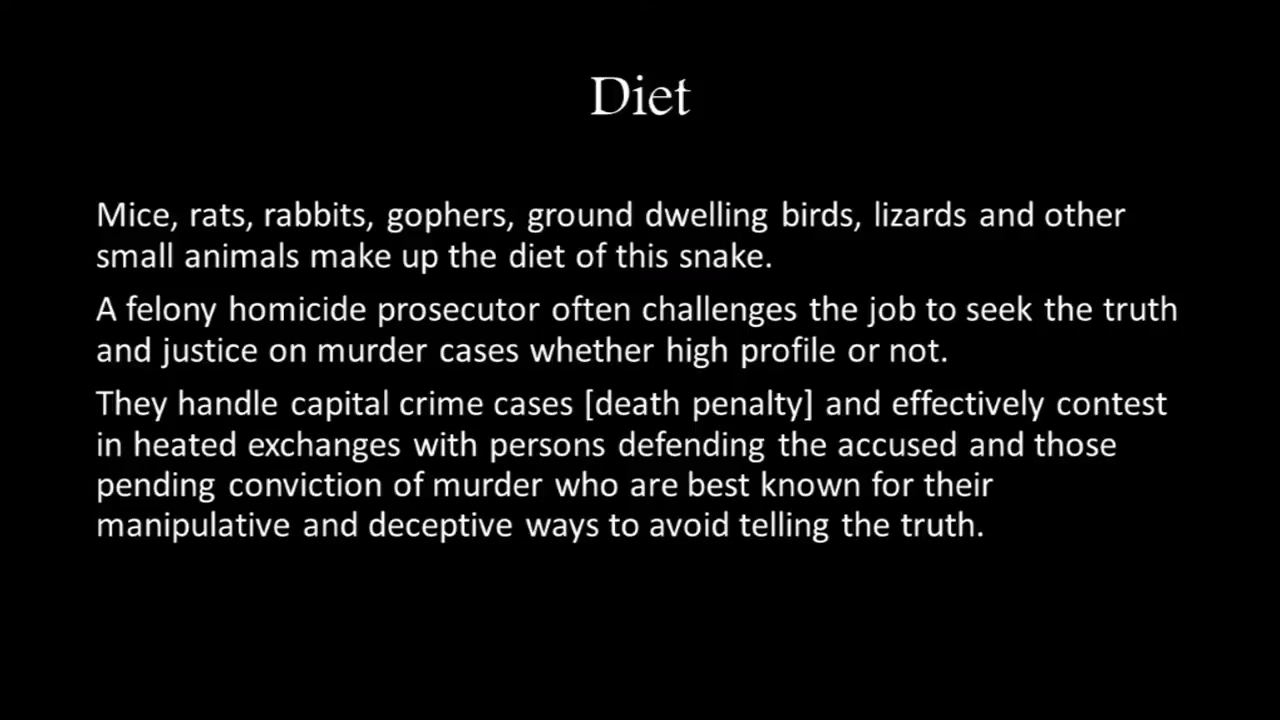 Diet
Mice, rats, rabbits, gophers, ground dwelling birds, lizards and other
small animals make up the diet of this snake.
A felony homicide prosecutor often challenges the job to seek the truth
and justice on murder cases whether high profile or not.
They handle capital crime cases [death penalty] and effectively contest
in heated exchanges with persons defending the accused and those
pending conviction of murder who are best known for their
manipulative and deceptive ways to avoid telling the truth.